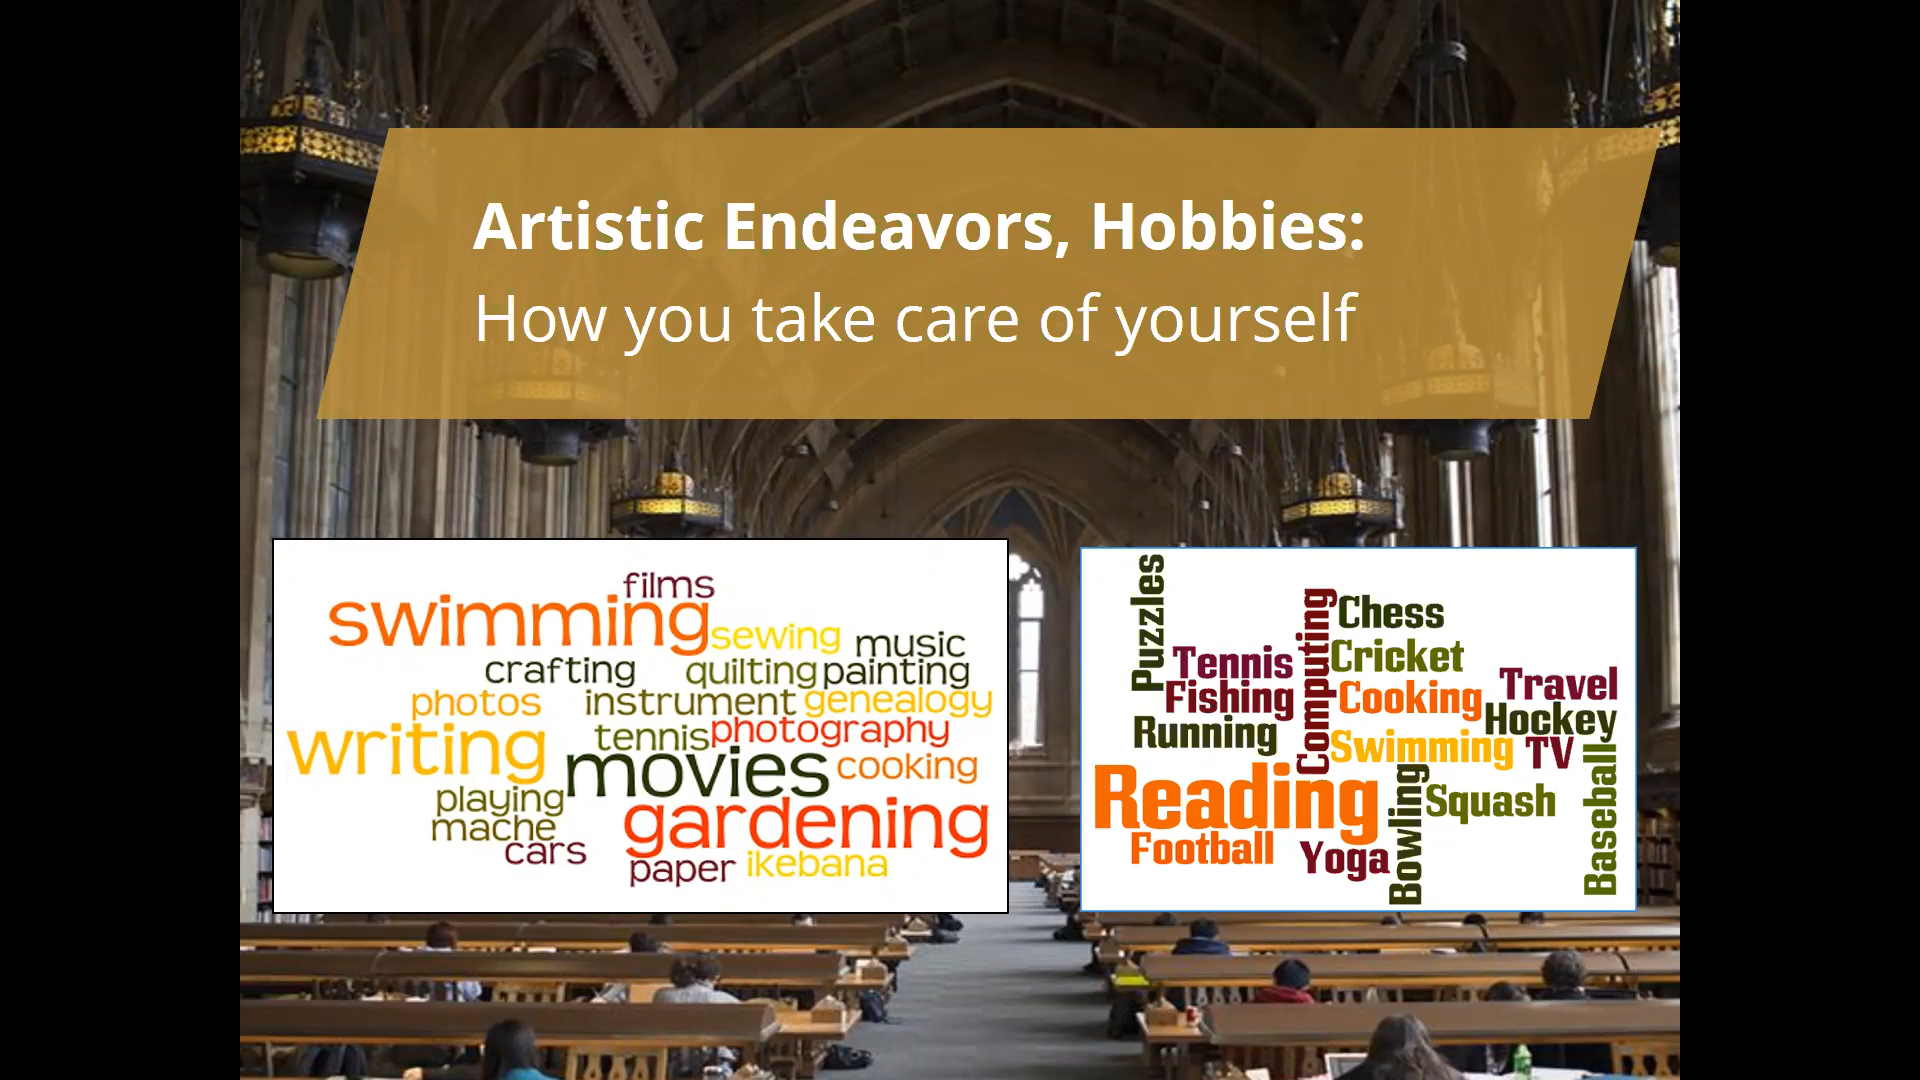 Artistic Endeavors, Hobbies:
How you take care of yourself
films
swimming
sewing
music
crafting
quilting
painting
photos
instrument
genealogy
writing
tennis
photography
movies
cooking
playing
mache
gardening
cars
paper
ikebana
Puzzles
Computing
Chess
Tennis
Cricket
Fishing
Cooking
Travel
Running
Hockey
Swimming
TV
Reading
Bowling
Squash
Baseball
Football
Yoga